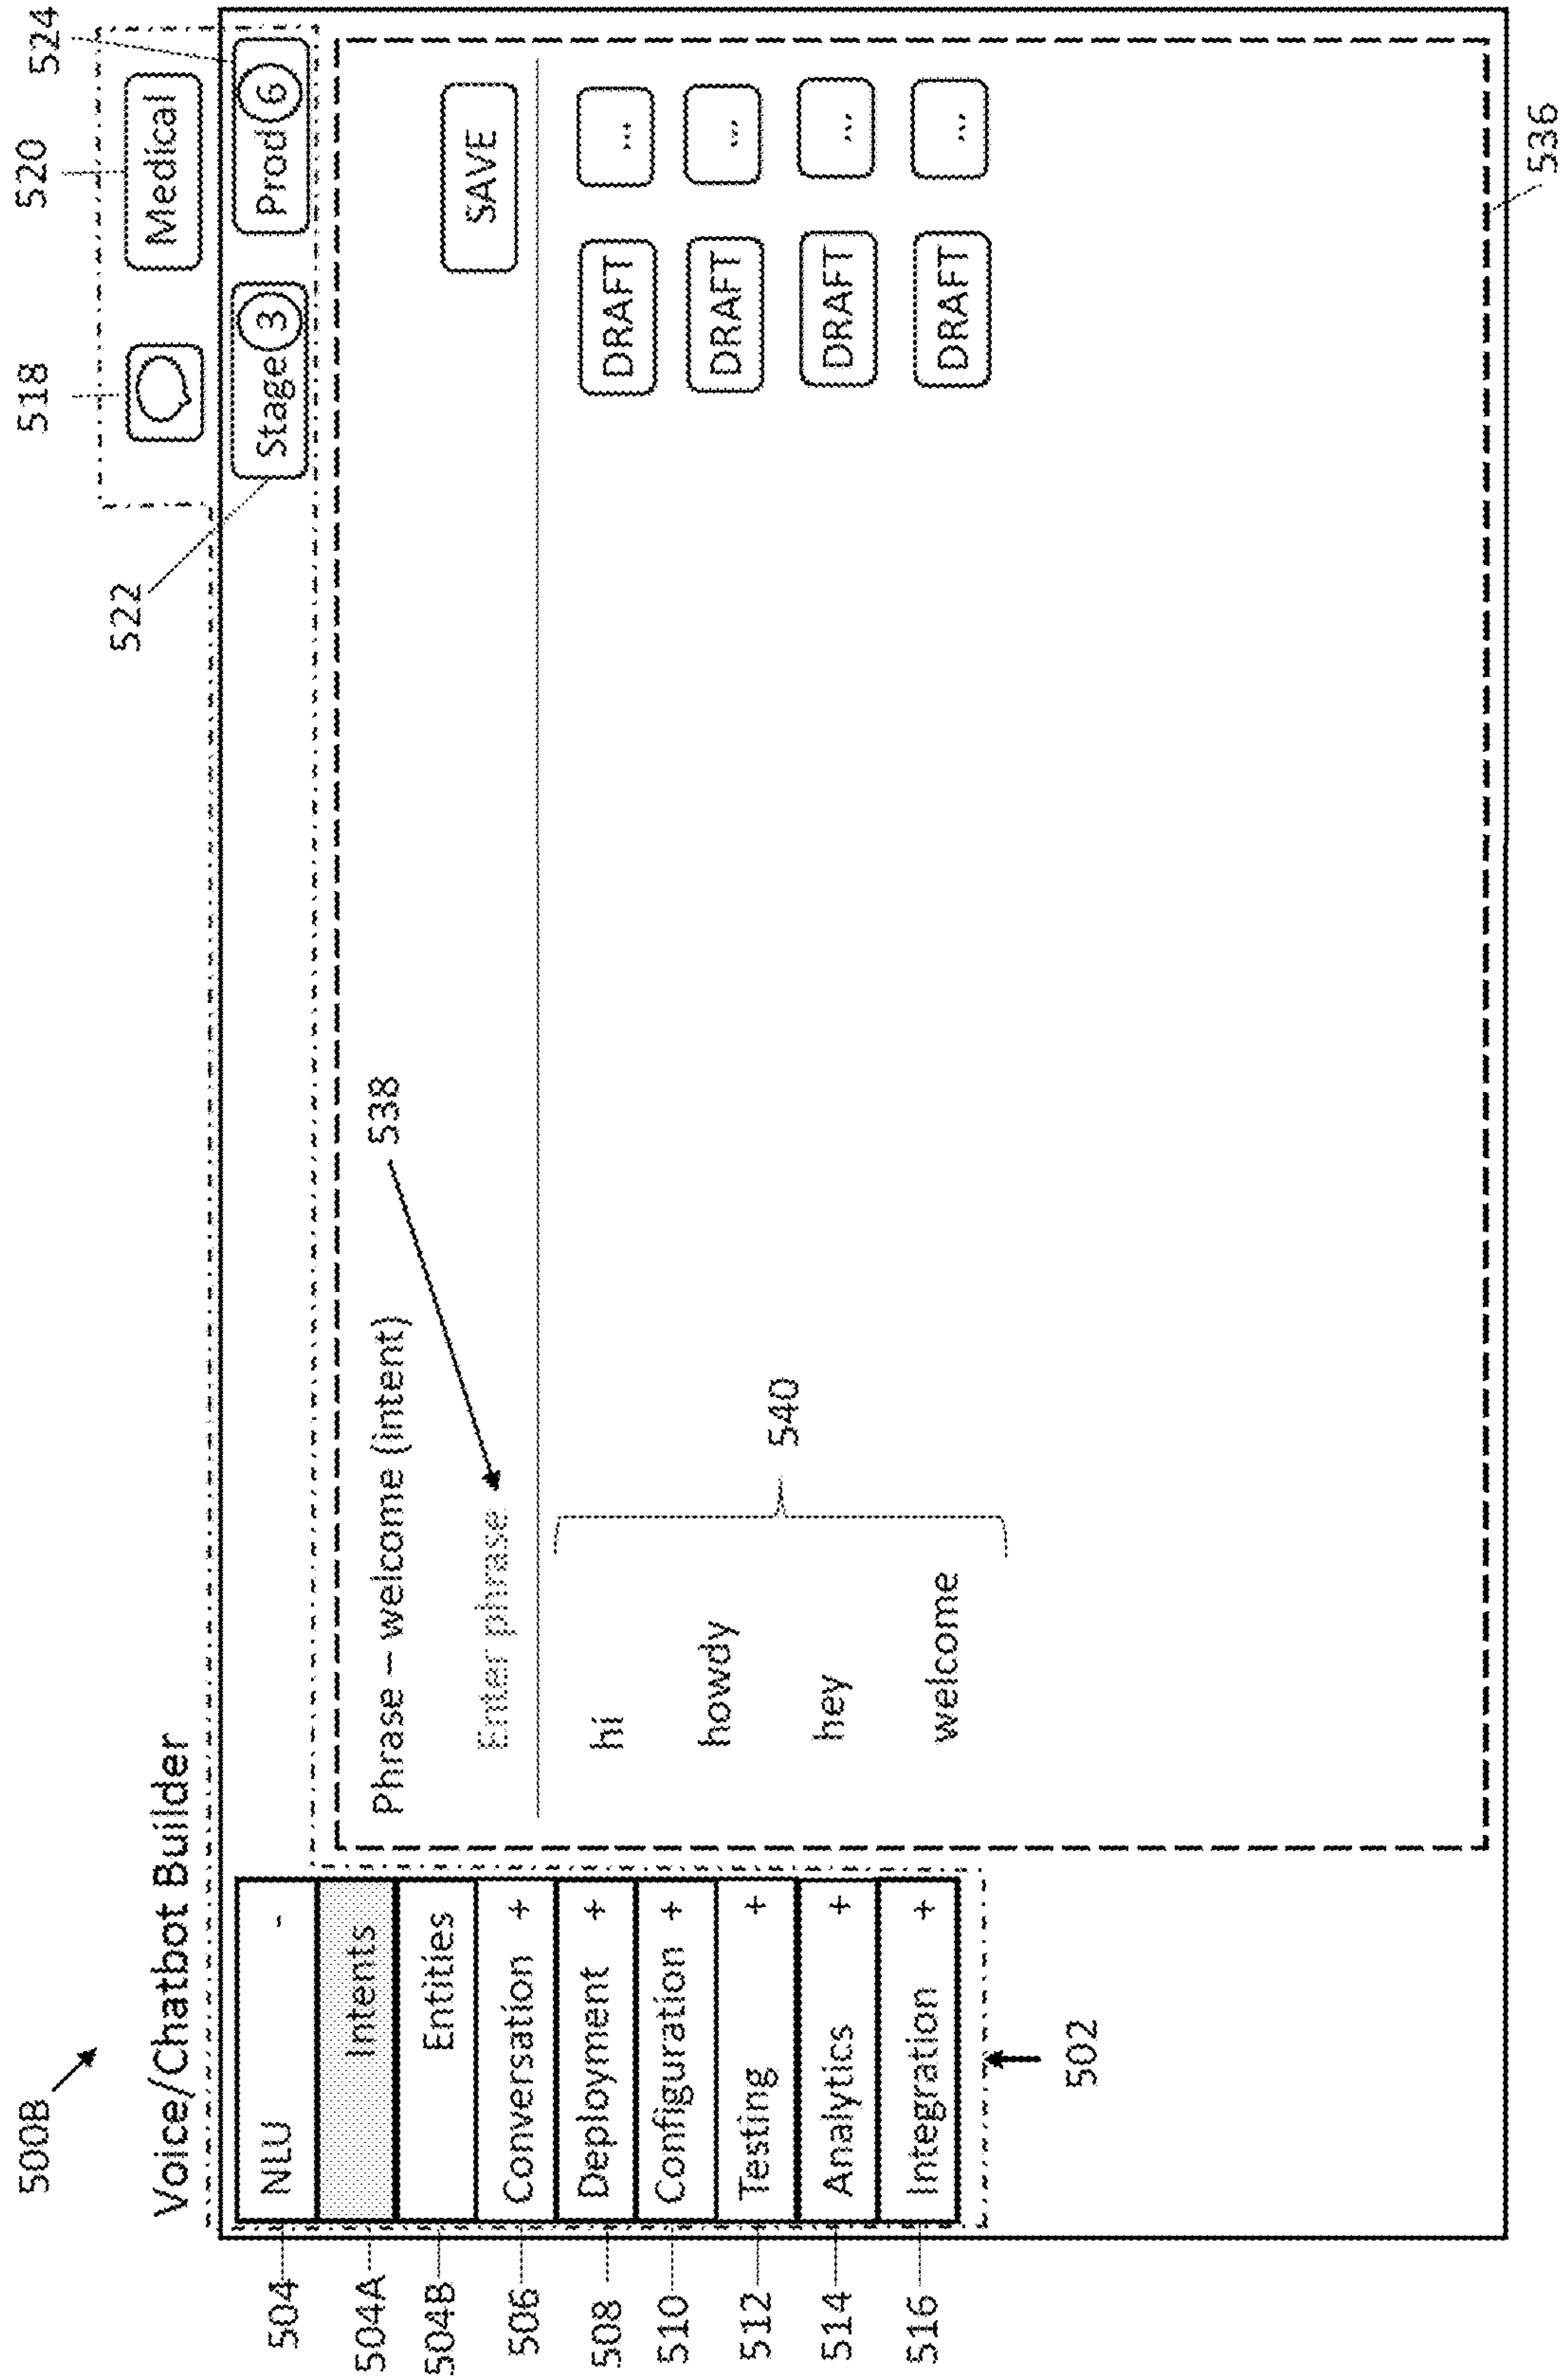 500B
Voice/Chatbot Builder
518
520
524
Medical
522
504
NLU -
Stage 3
Prod 6
504A
Intents
Phrase – welcome (intent)
538
504B
Entities
506
Conversation +
Enter phrase
SAVE
508
Deployment +
hi
DRAFT
...
510
Configuration +
howdy
DRAFT
...
512
Testing +
540
514
Analytics +
hey
DRAFT
...
516
Integration +
welcome
DRAFT
...
502
536